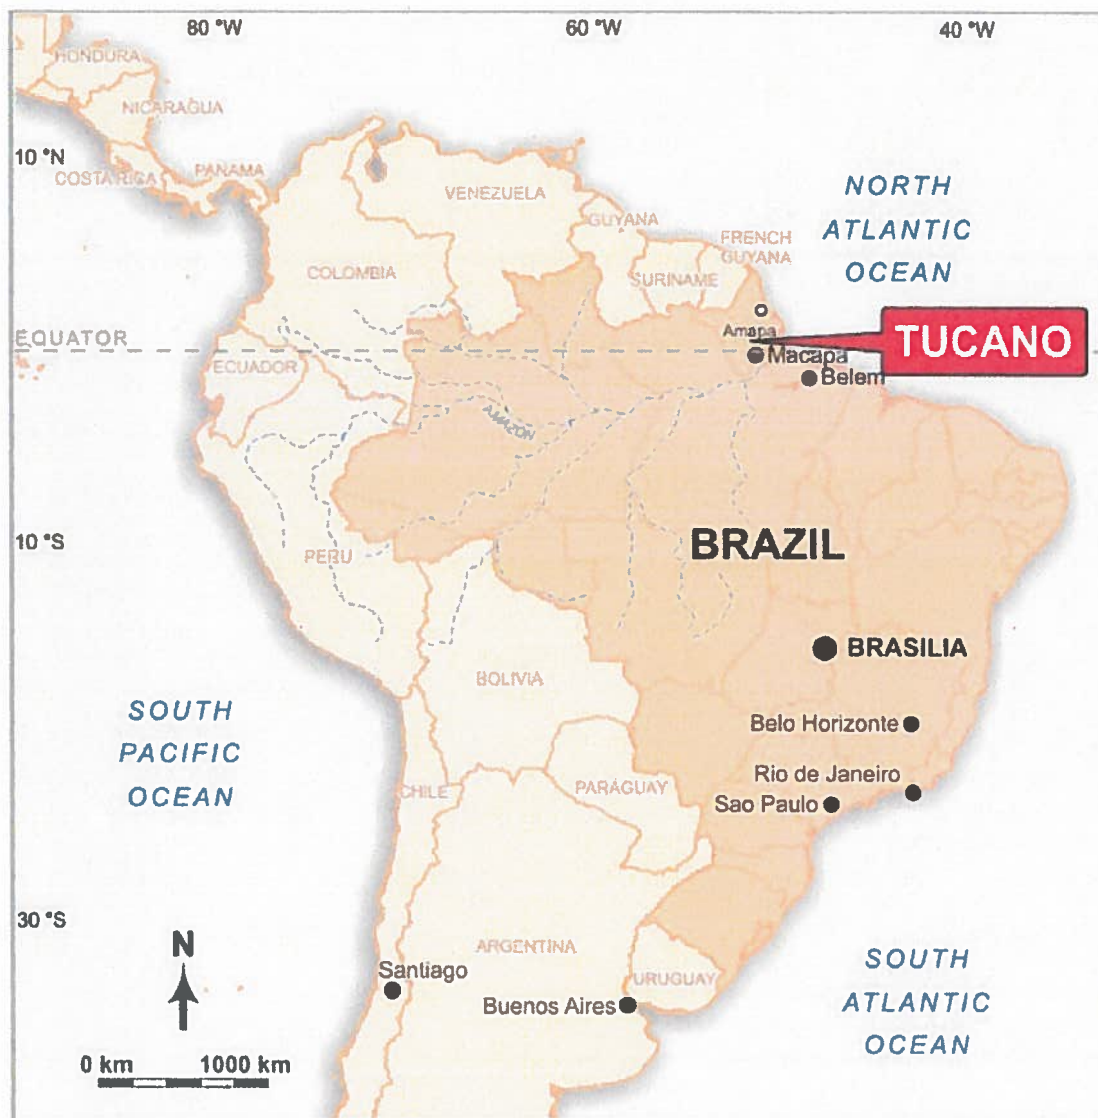 80 °W
60 °W
40 °W
HONDURA
NICARAGUA
10 °N
COSTA RICA
PANAMA
VENEZUELA
NORTH
ATLANTIC
OCEAN
GUYANA
FRENCH
GUYANA
COLOMBIA
SURINAME
EQUATOR
Amapa
TUCANO
Macapa
ECUADOR
Belem
AMAZON
10 °S
PERU
BRAZIL
BRASILIA
BOLIVIA
SOUTH
PACIFIC
OCEAN
Belo Horizonte
CHILE
PARAGUAY
Rio de Janeiro
Sao Paulo
30 °S
N
ARGENTINA
Santiago
URUGUAY
Buenos Aires
SOUTH
ATLANTIC
OCEAN
0 km
1000 km